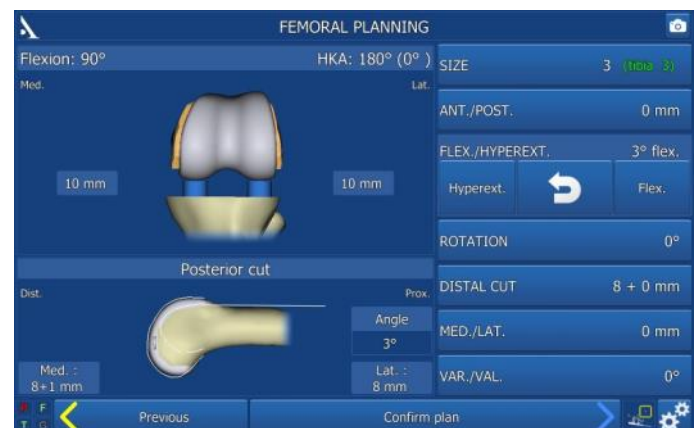 FEMORAL PLANNING
Flexion: 90°
HKA: 180° (0° )
Med.
Lat.
10 mm
10 mm
Posterior cut
Dist.
Prox.
Angle
3°
Med. :
8+1 mm
Lat. :
8 mm
SIZE 3 (tibia 3)
ANT./POST. 0 mm
FLEX./HYPEREXT. 3° flex.
Hyperext.
Flex.
ROTATION 0°
DISTAL CUT 8 + 0 mm
MED./LAT. 0 mm
VAR./VAL. 0°
F
T G
Previous
Confirm plan